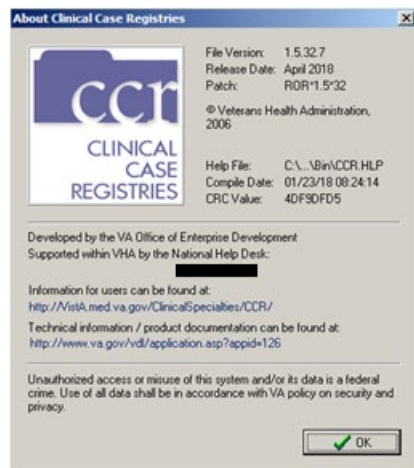 About Clinical Case Registries
ccr
CLINICAL
CASE
REGISTRIES
File Version: 1.5.32.7
Release Date: April 2018
Patch: ROR*1.5*32
© Veterans Health Administration,
2006
Help File: C:\...\Bin\CCR.HLP
Compile Date: 01/23/18 08:24:14
CRC Value: 4DF9DFD5
Developed by the VA Office of Enterprise Development
Supported within VHA by the National Help Desk:
Information for users can be found at:
http://VistA.med.va.gov/ClinicalSpecialties/CCR/
Technical information / product documentation can be found at:
http://www.va.gov/vdl/application.asp?appid=126
Unauthorized access or misuse of this system and/or its data is a federal
crime. Use of all data shall be in accordance with VA policy on security and
privacy.
OK